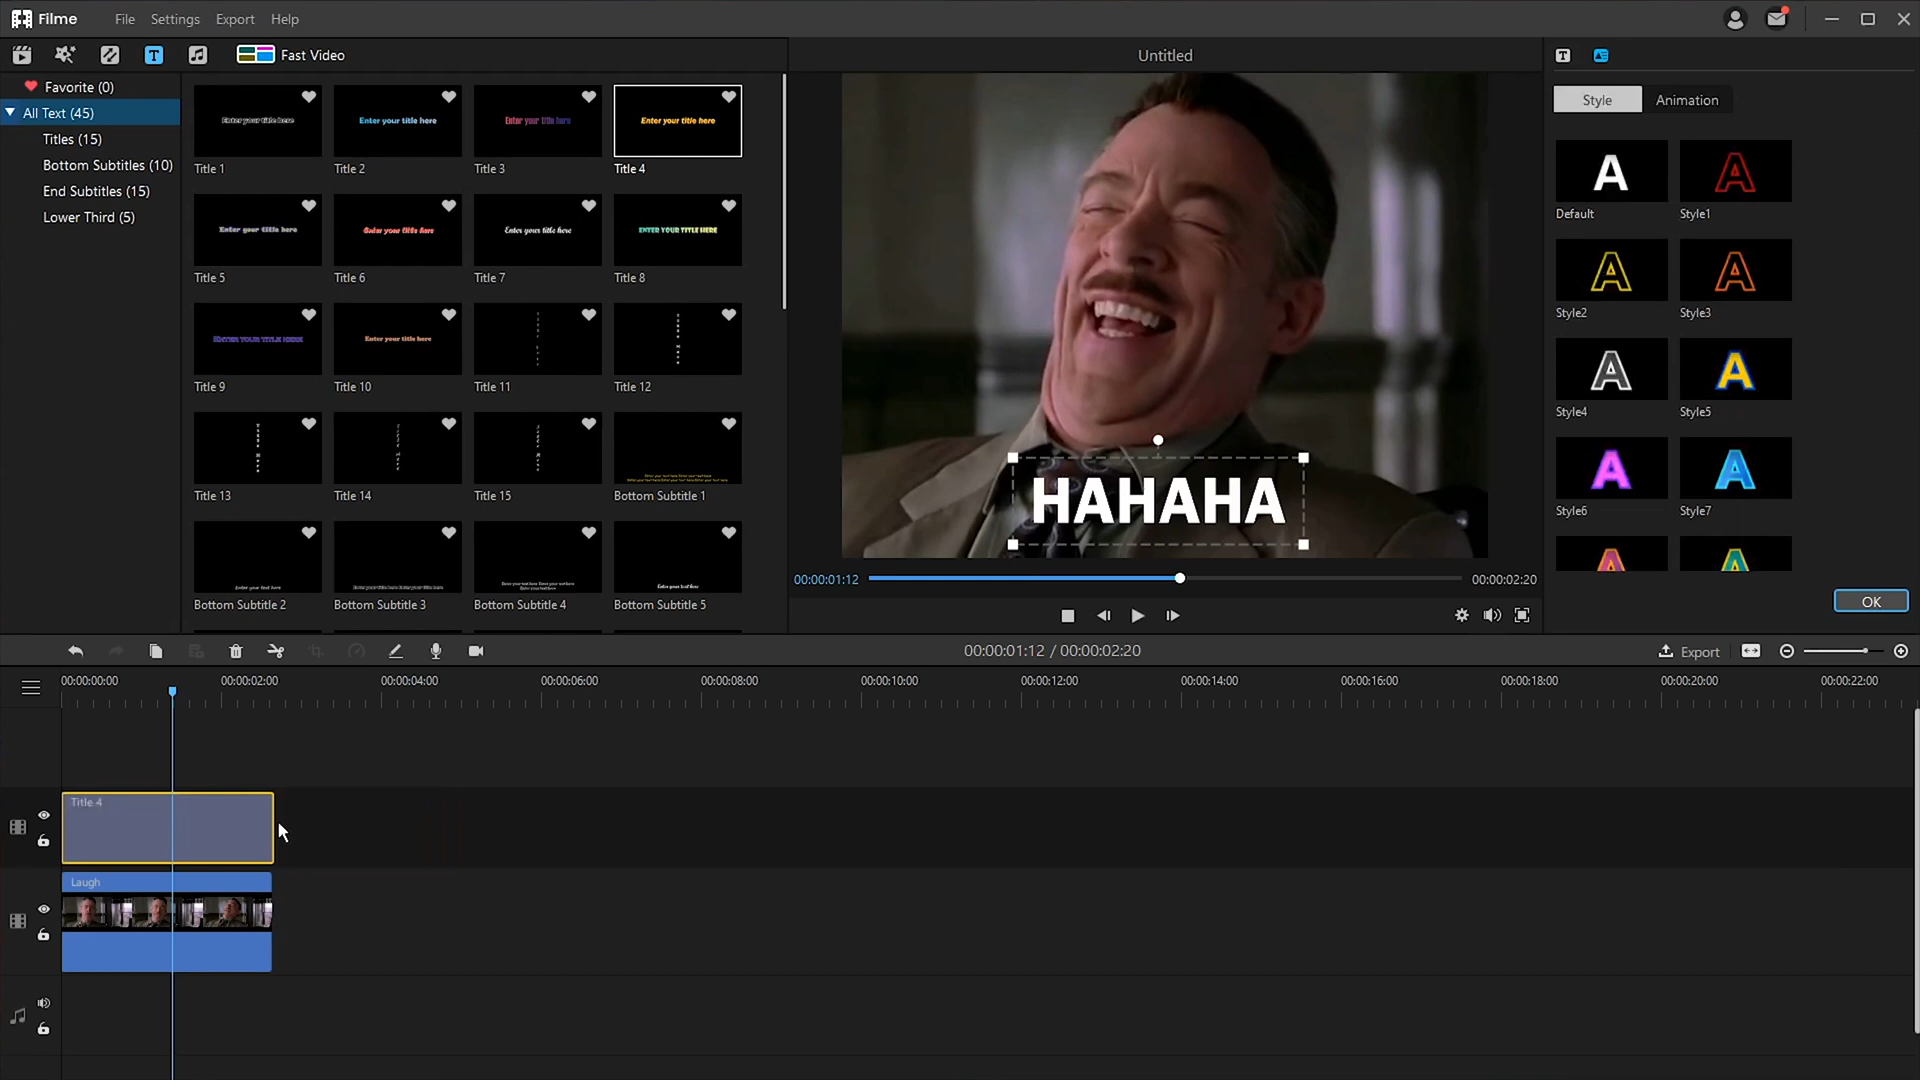 Filme File Settings Export Help
Fast Video
Untitled
Favorite (0)
All Text (45)
Titles (15)
Bottom Subtitles (10)
End Subtitles (15)
Lower Third (5)
Enter your title here
Enter your title here
Enter your title here
Enter your title here
Title 1
Title 2
Title 3
Title 4
Enter your title here
Enter your title here
Enter your title here
ENTER YOUR TITLE HERE
Title 5
Title 6
Title 7
Title 8
ENTER YOUR TITLE HERE
Enter your title here
Title 9
Title 10
Title 11
Title 12
Title 13
Title 14
Title 15
Bottom Subtitle 1
Enter your text here
Bottom Subtitle 2
Bottom Subtitle 3
Bottom Subtitle 4
Enter your text here
Bottom Subtitle 5
HAHAHA
00:00:01:12
00:00:02:20
T
Style
Animation
A
A
Default
Style1
A
A
Style2
Style3
A
A
Style4
Style5
A
A
Style6
Style7
OK
00:00:01:12 / 00:00:02:20
Export
00:00:00:00
00:00:02:00
00:00:04:00
00:00:06:00
00:00:08:00
00:00:10:00
00:00:12:00
00:00:14:00
00:00:16:00
00:00:18:00
00:00:20:00
00:00:22:00
Title 4
Laugh